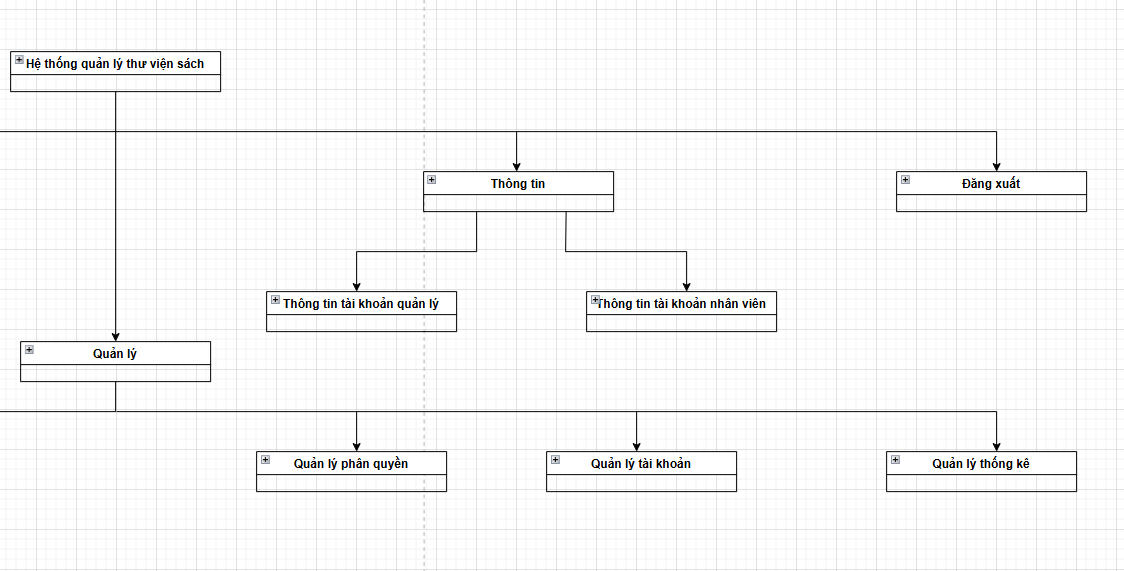 Hệ thống quản lý thư viện sách
Thông tin
Đăng xuất
Thông tin tài khoản quản lý
Thông tin tài khoản nhân viên
Quản lý
Quản lý phân quyền
Quản lý tài khoản
Quản lý thống kê